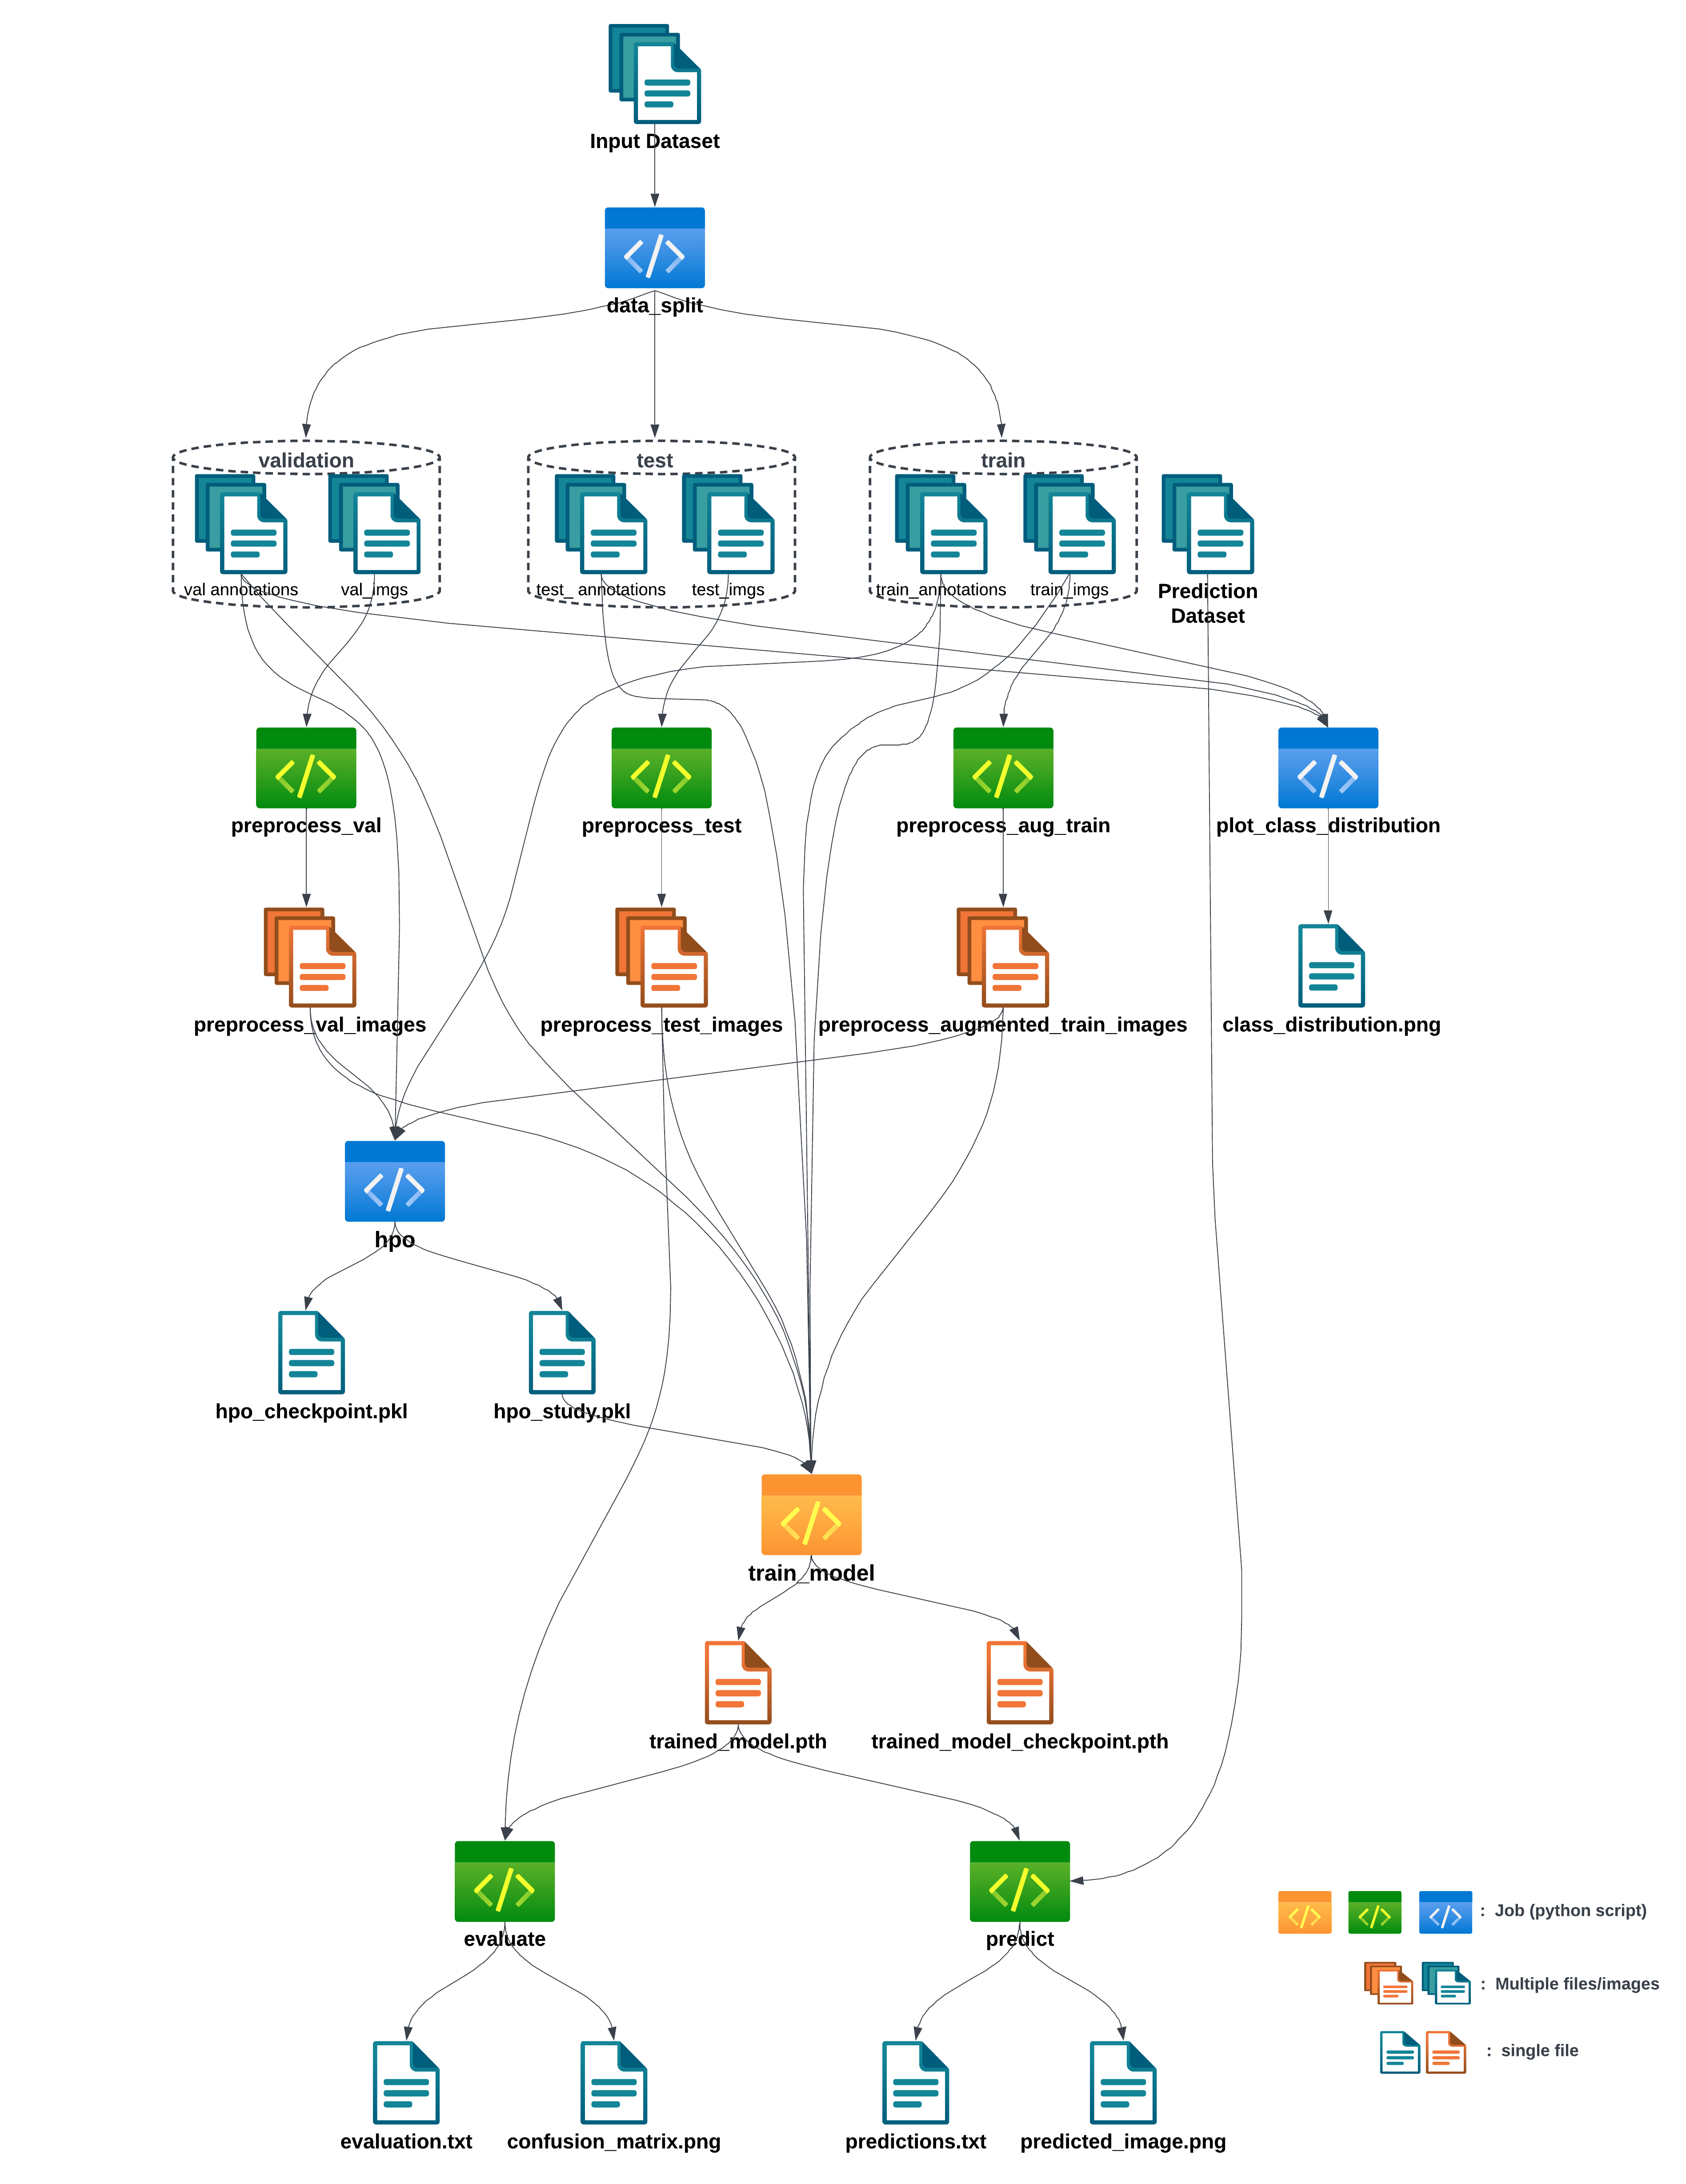 Input Dataset
data_split
validation
test
train
val annotations
val_imgs
test_ annotations
test_imgs
train_annotations
train_imgs
Prediction
Dataset
preprocess_val
preprocess_test
preprocess_aug_train
plot_class_distribution
preprocess_val_images
preprocess_test_images
preprocess_augmented_train_images
class_distribution.png
hpo
hpo_checkpoint.pkl
hpo_study.pkl
train_model
trained_model.pth
trained_model_checkpoint.pth
evaluate
predict
: Job (python script)
: Multiple files/images
: single file
evaluation.txt
confusion_matrix.png
predictions.txt
predicted_image.png